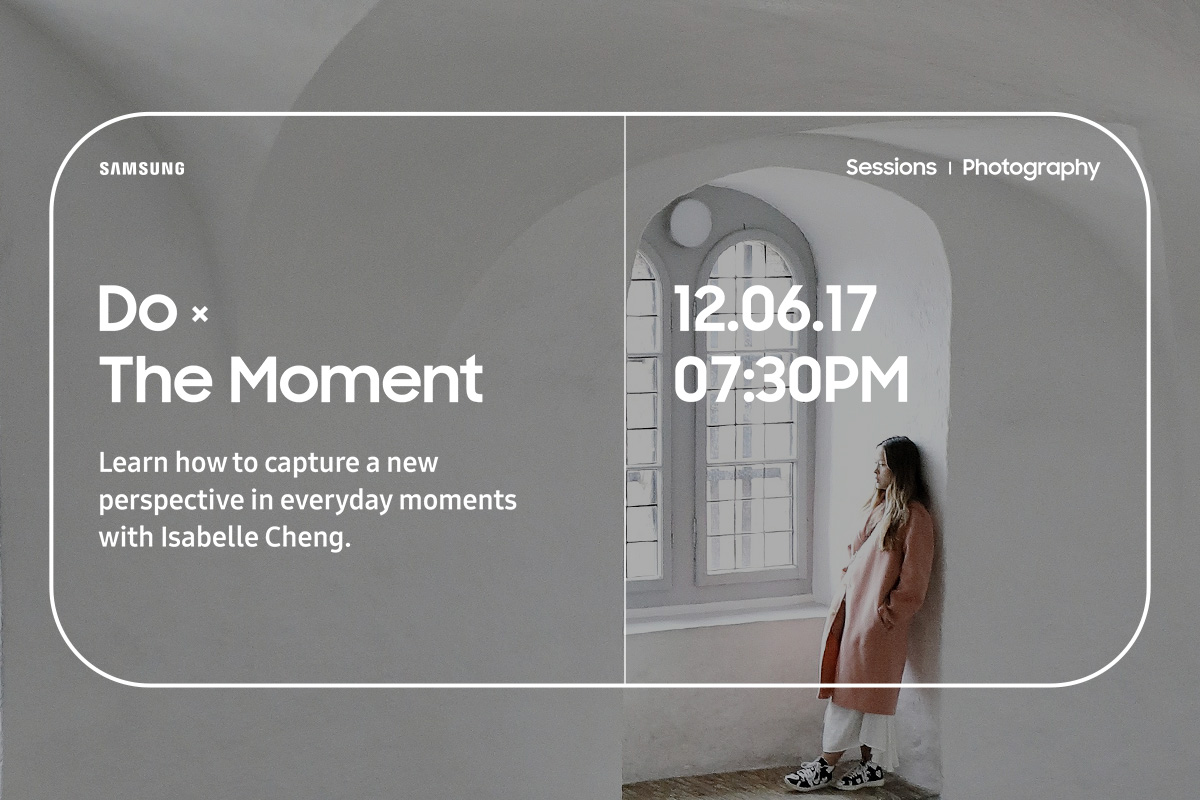 SAMSUNG
Sessions | Photography
Do ×
The Moment
12.06.17
07:30PM
Learn how to capture a new
perspective in everyday moments
with Isabelle Cheng.